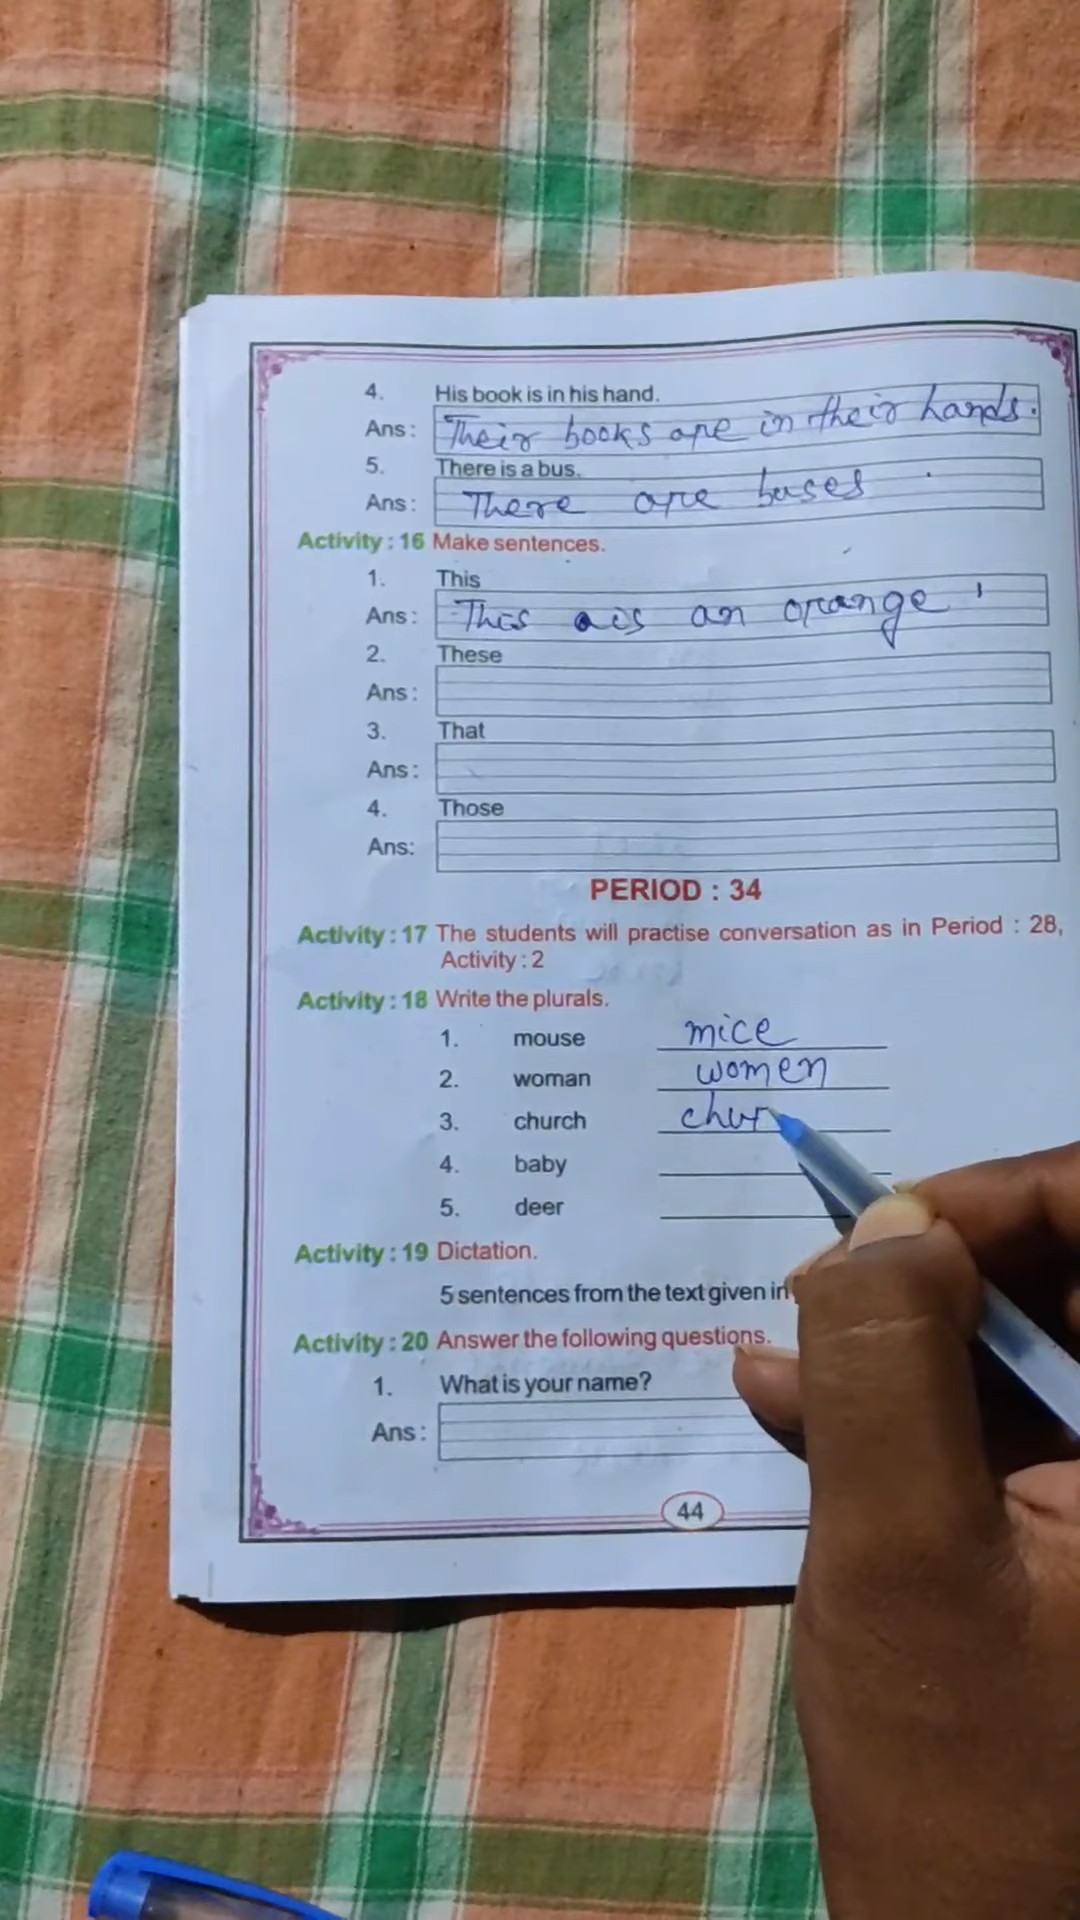 4. His book is in his hand.
Ans: Their books are in their hands.
5. There is a bus.
Ans: There are buses .
Activity : 16 Make sentences.
1. This
Ans: This is an orange .
2. These
Ans:
3. That
Ans:
4. Those
Ans:
PERIOD : 34
Activity : 17 The students will practise conversation as in Period : 28,
Activity : 2
Activity : 18 Write the plurals.
1. mouse mice
2. woman women
3. church chur
4. baby
5. deer
Activity : 19 Dictation.
5 sentences from the text given in
Activity : 20 Answer the following questions.
1. What is your name?
Ans :
44